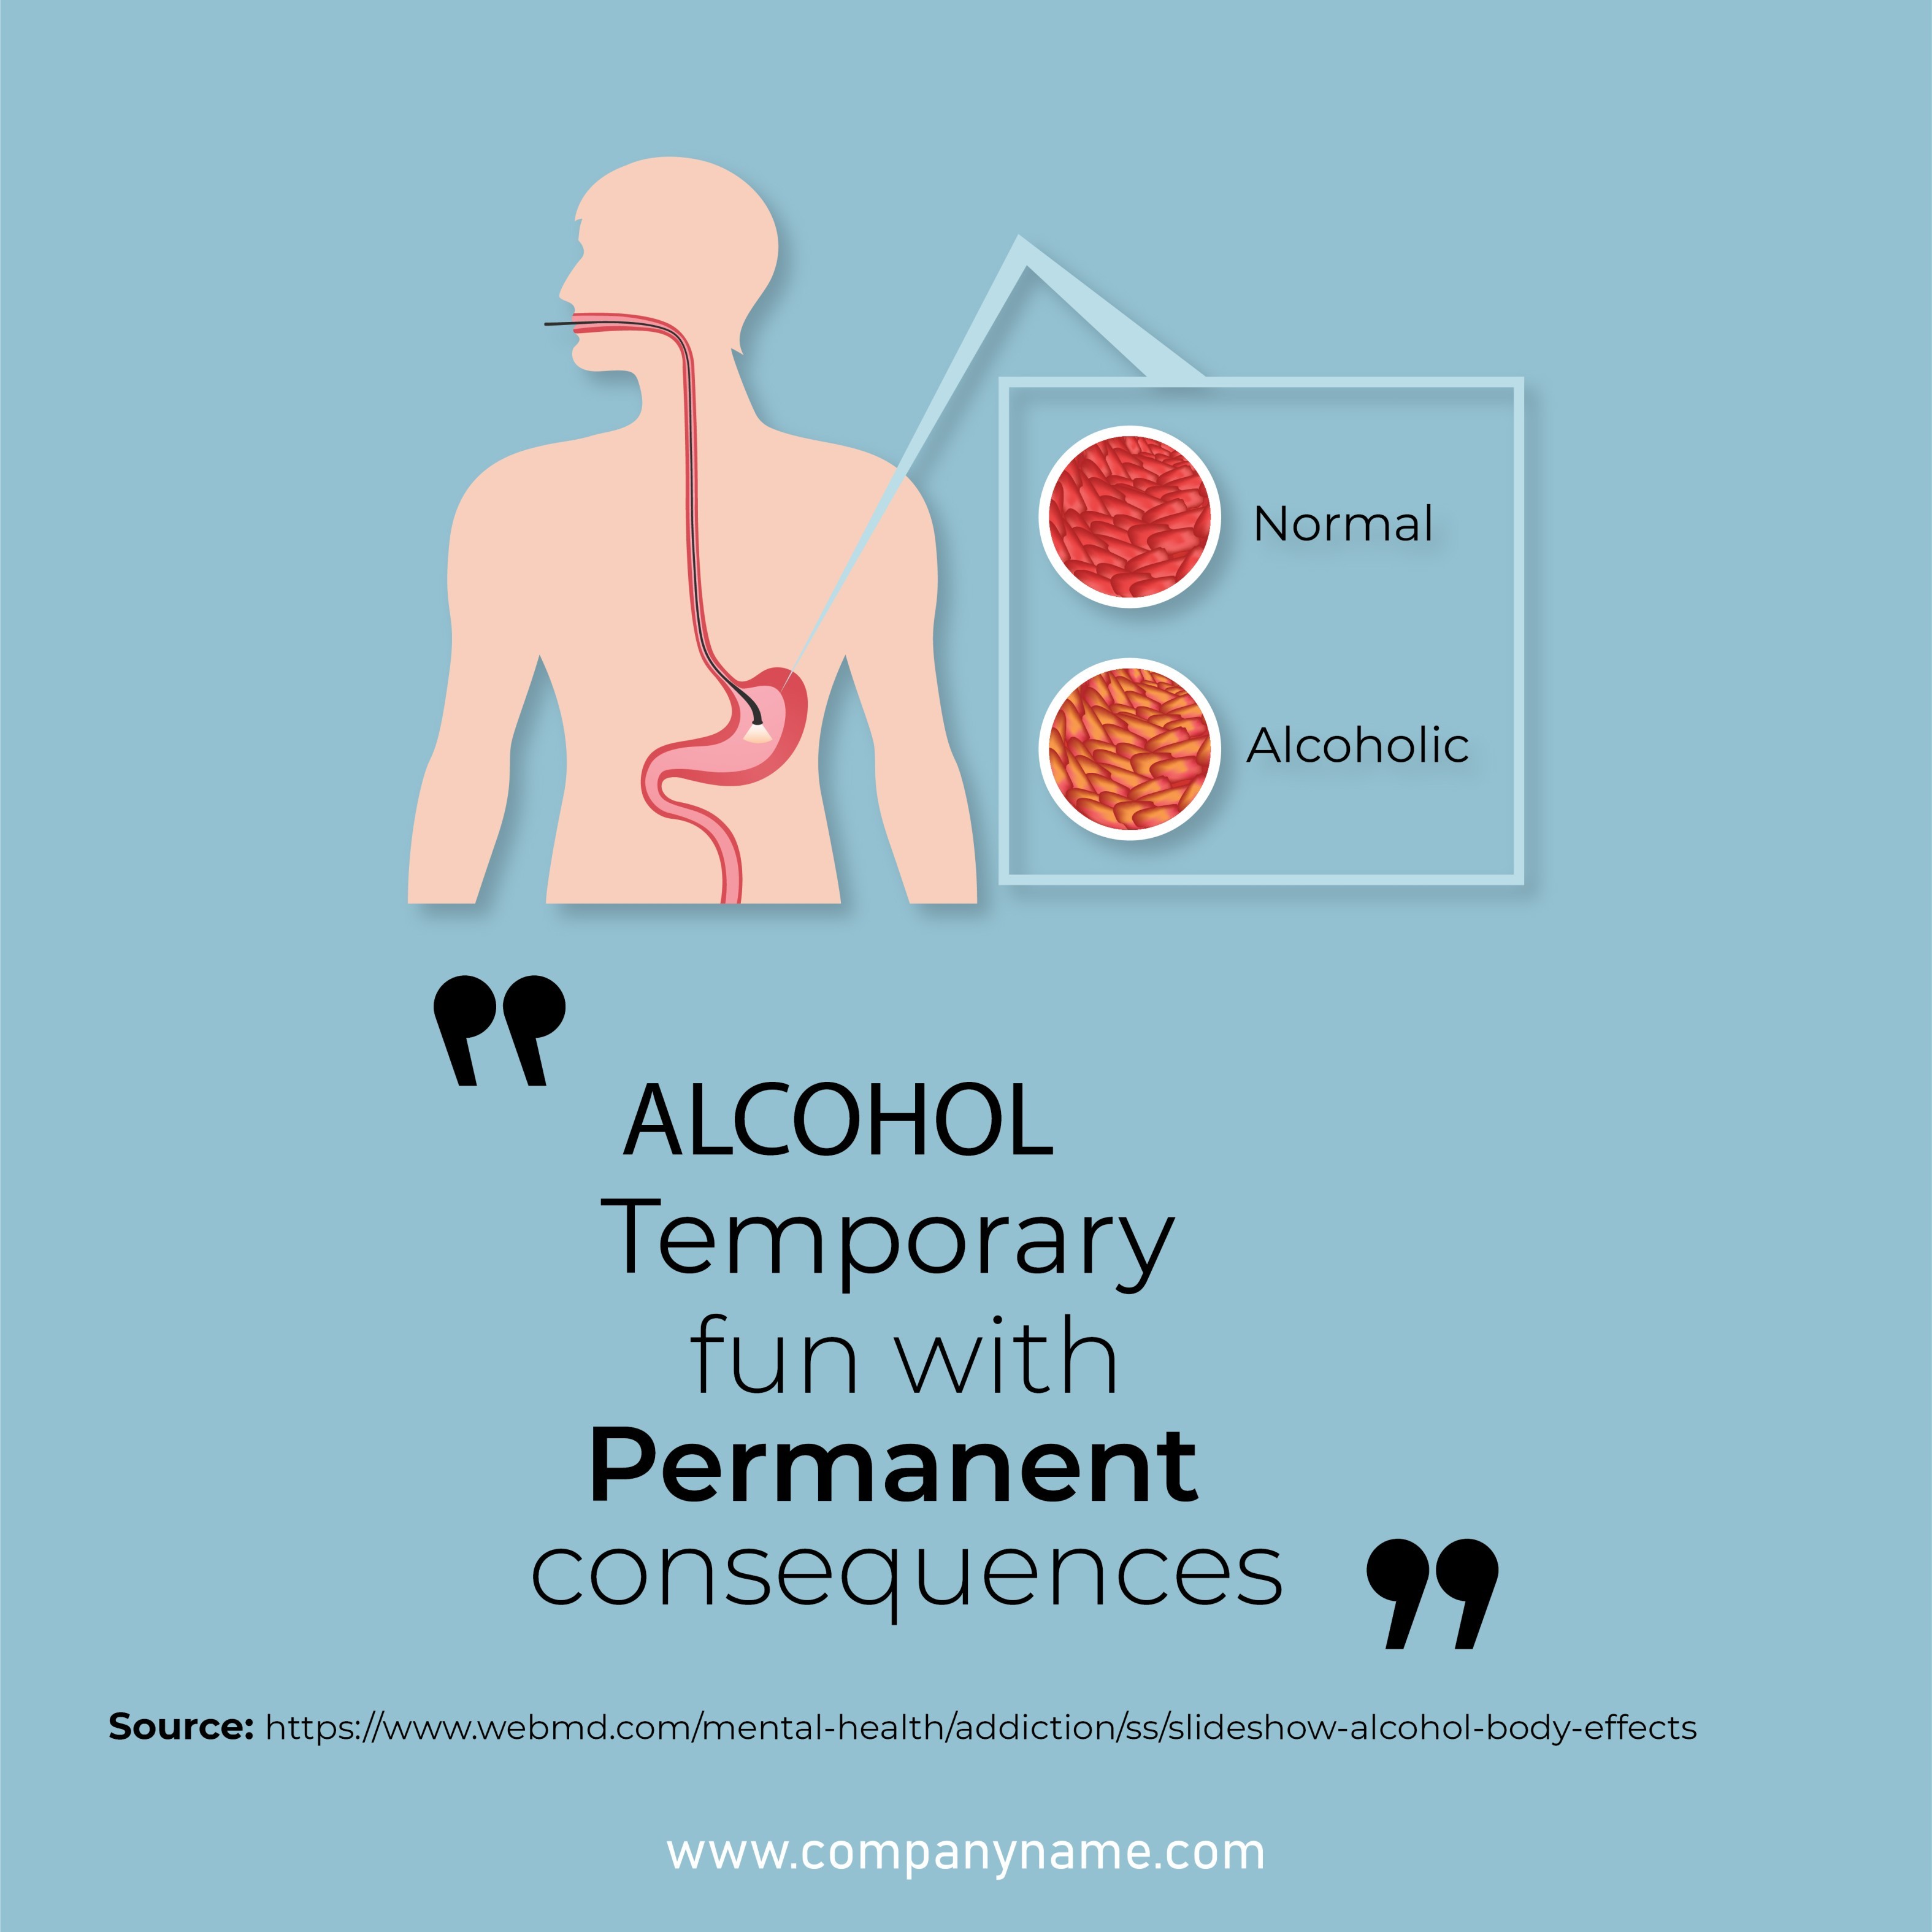 Normal
Alcoholic
❞
ALCOHOL
Temporary
fun with
Permanent
consequences
❞
Source: https://www.webmd.com/mental-health/addiction/ss/slideshow-alcohol-body-effects
www.companyname.com